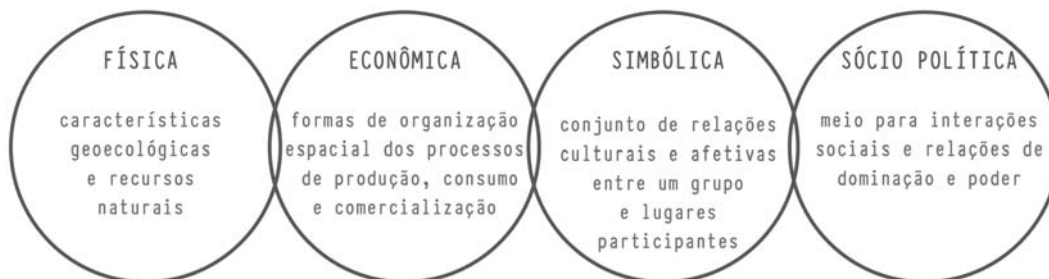 FÍSICA
características
geoecológicas
e recursos
naturais
ECONÔMICA
formas de organização
espacial dos processos
de produção, consumo
e comercialização
SIMBÓLICA
conjunto de relações
culturais e afetivas
entre um grupo
e lugares
participantes
SÓCIO POLÍTICA
meio para interações
sociais e relações de
dominação e poder